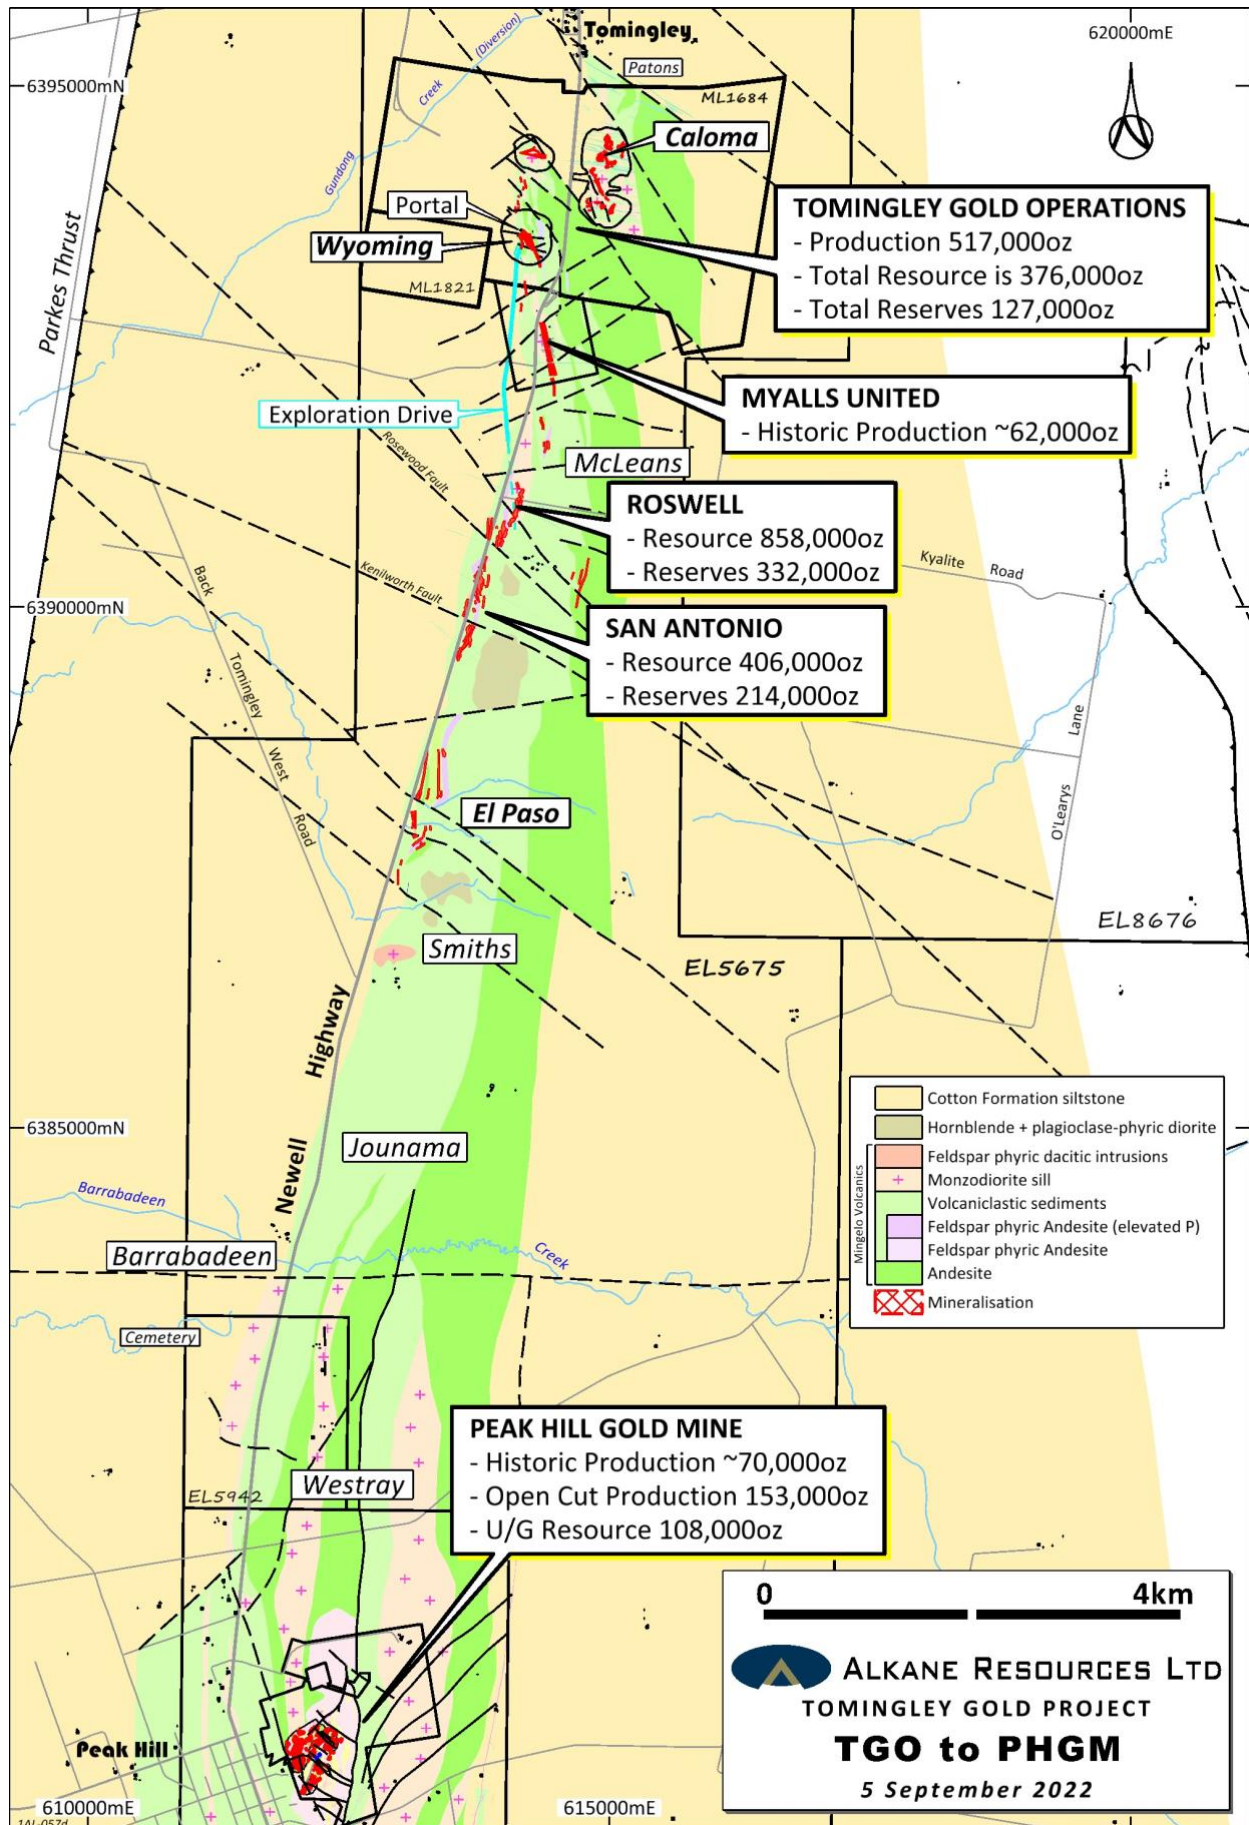 Tomingley
620000mE
(Diversion)
Creek
Gundong
Patons
6395000mN
ML1684
Caloma
Portal
Wyoming
ML1821
Parkes Thrust
TOMINGLEY GOLD OPERATIONS
- Production 517,000oz
- Total Resource is 376,000oz
- Total Reserves 127,000oz
MYALLS UNITED
- Historic Production ~62,000oz
Exploration Drive
Rosewood Fault
McLeans
ROSWELL
- Resource 858,000oz
- Reserves 332,000oz
Kyalite Road
Kenilworth Fault
6390000mN
SAN ANTONIO
- Resource 406,000oz
- Reserves 214,000oz
Back
Tomingley
West
Road
Lane
O'Learys
El Paso
EL8676
Smiths
EL5675
Highway
Newell
6385000mN
Jounama
Barrabadeen
Creek
Barrabadeen
Cemetery
Cotton Formation siltstone
Hornblende + plagioclase-phyric diorite
Mingelo Volcanics
Feldspar phyric dacitic intrusions
Monzodiorite sill
Volcaniclastic sediments
Feldspar phyric Andesite (elevated P)
Feldspar phyric Andesite
Andesite
Mineralisation
PEAK HILL GOLD MINE
- Historic Production ~70,000oz
- Open Cut Production 153,000oz
- U/G Resource 108,000oz
Westray
EL5942
Peak Hill
610000mE
615000mE
1AL-057d
0 4km
ALKANE RESOURCES LTD
TOMINGLEY GOLD PROJECT
TGO to PHGM
5 September 2022